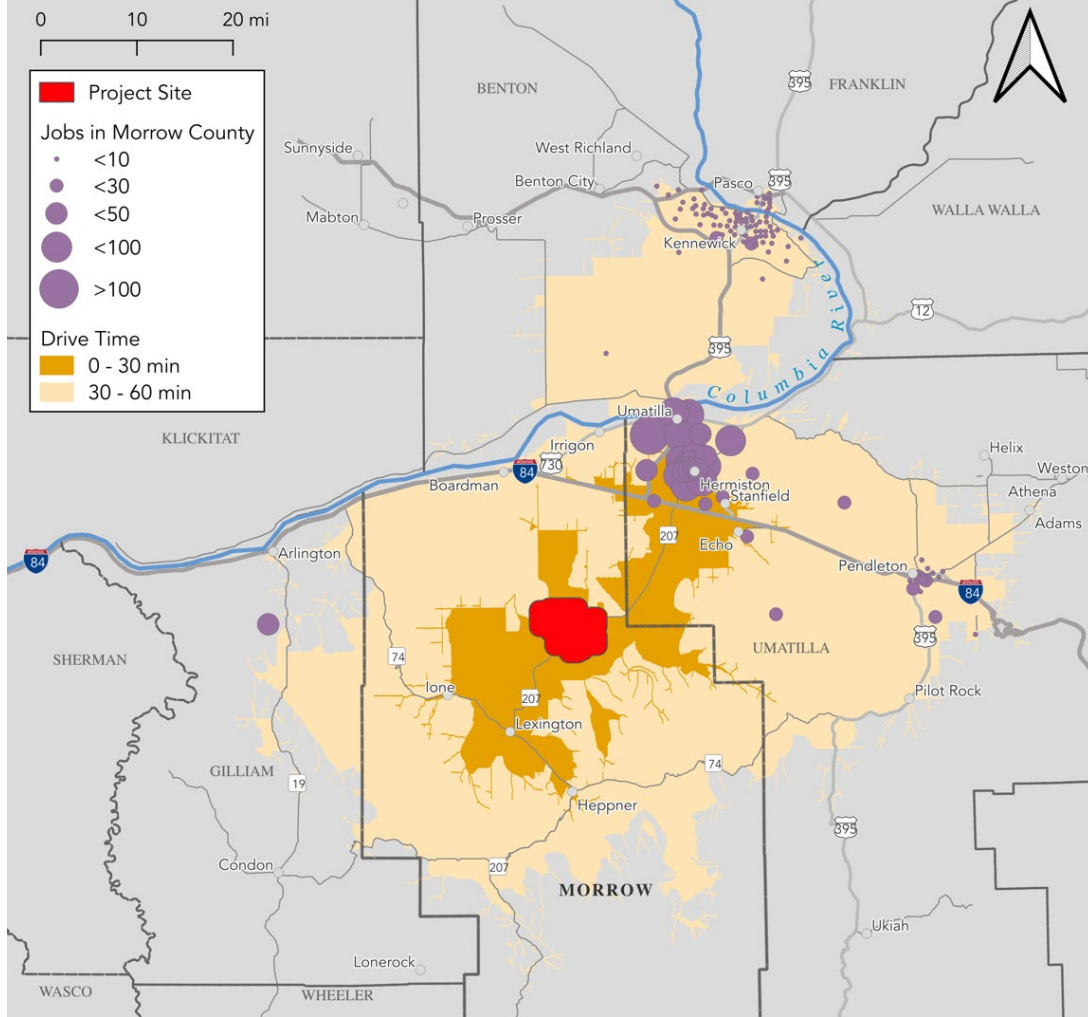 0 10 20 mi
Project Site
Jobs in Morrow County
<10
<30
<50
<100
>100
Drive Time
0 - 30 min
30 - 60 min
BENTON
FRANKLIN
395
Sunnyside
West Richland
Benton City
Pasco
395
Mabton
Prosser
Kennewick
WALLA WALLA
12
395
Columbia River
KLICKITAT
Umatilla
Irrigon
730
84
Boardman
Hermiston
Stanfield
Helix
Weston
Athena
Adams
207
Echo
84
Arlington
Pendleton
84
395
SHERMAN
74
UMATILLA
Ione
207
Pilot Rock
Lexington
GILLIAM
19
74
Heppner
395
Condon
207
MORROW
Ukiah
Lonerock
WASCO
WHEELER